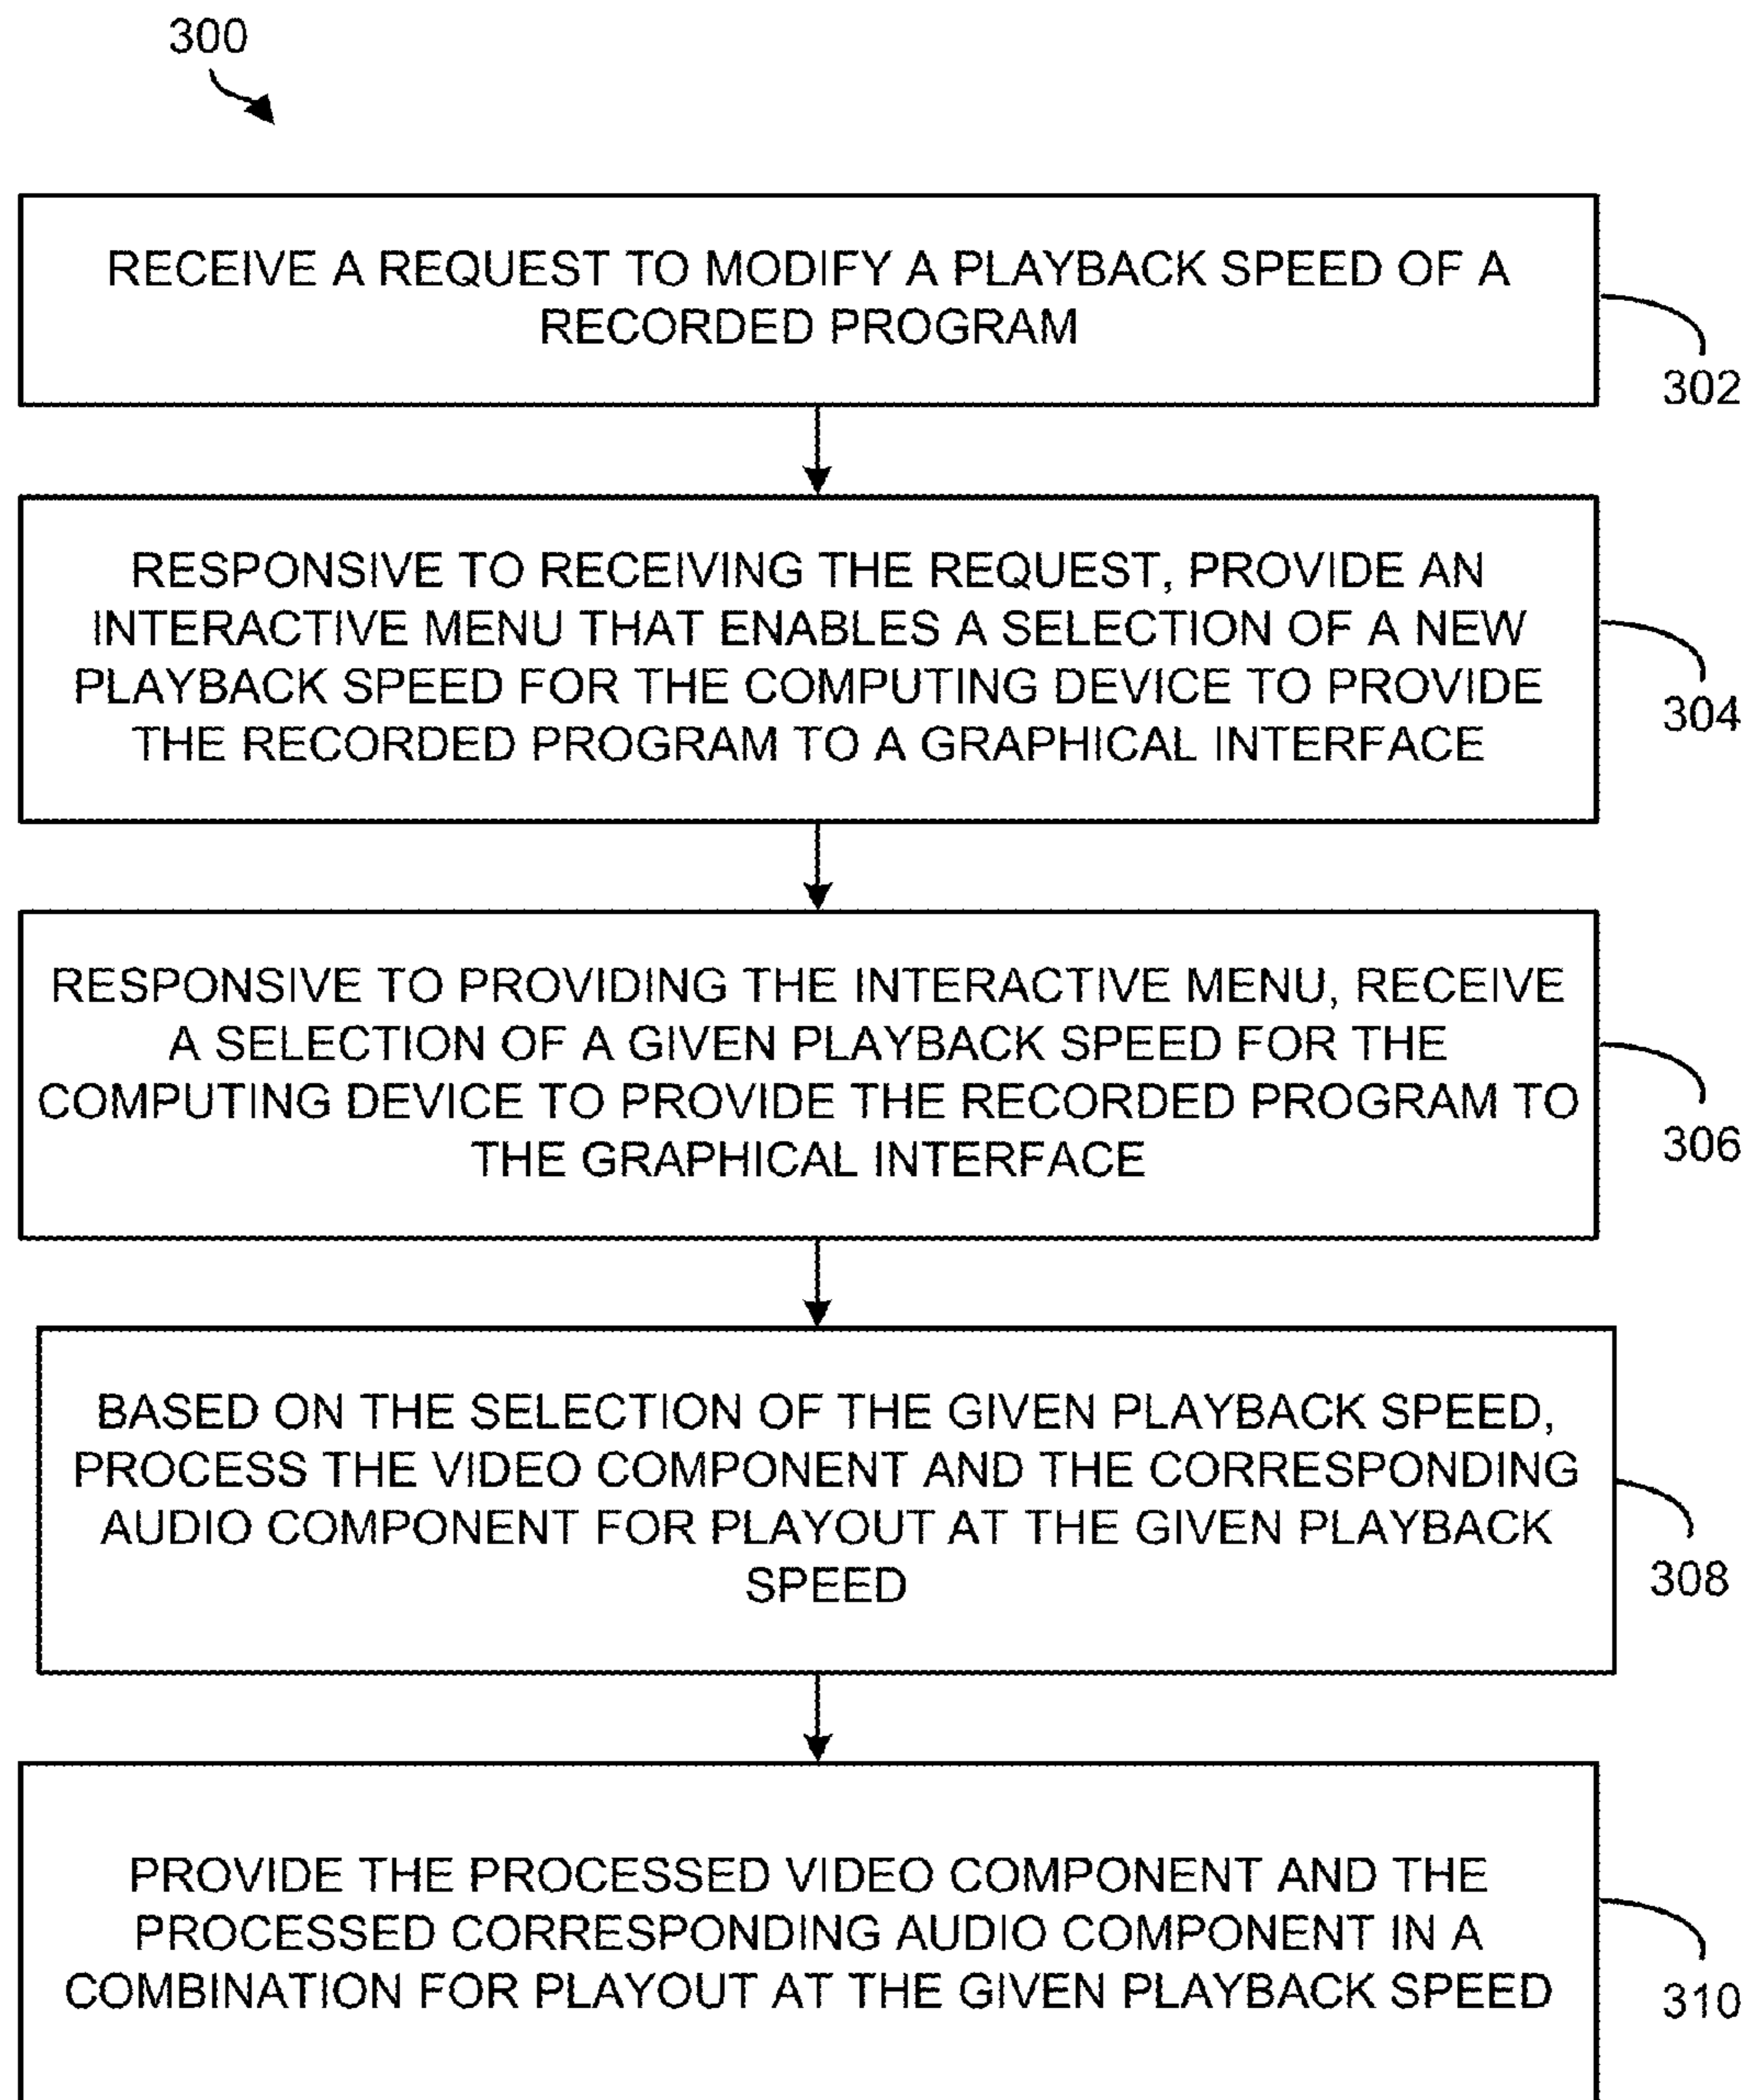 300
RECEIVE A REQUEST TO MODIFY A PLAYBACK SPEED OF A
RECORDED PROGRAM
302
RESPONSIVE TO RECEIVING THE REQUEST, PROVIDE AN
INTERACTIVE MENU THAT ENABLES A SELECTION OF A NEW
PLAYBACK SPEED FOR THE COMPUTING DEVICE TO PROVIDE
THE RECORDED PROGRAM TO A GRAPHICAL INTERFACE
304
RESPONSIVE TO PROVIDING THE INTERACTIVE MENU, RECEIVE
A SELECTION OF A GIVEN PLAYBACK SPEED FOR THE
COMPUTING DEVICE TO PROVIDE THE RECORDED PROGRAM TO
THE GRAPHICAL INTERFACE
306
BASED ON THE SELECTION OF THE GIVEN PLAYBACK SPEED,
PROCESS THE VIDEO COMPONENT AND THE CORRESPONDING
AUDIO COMPONENT FOR PLAYOUT AT THE GIVEN PLAYBACK
SPEED
308
PROVIDE THE PROCESSED VIDEO COMPONENT AND THE
PROCESSED CORRESPONDING AUDIO COMPONENT IN A
COMBINATION FOR PLAYOUT AT THE GIVEN PLAYBACK SPEED
310